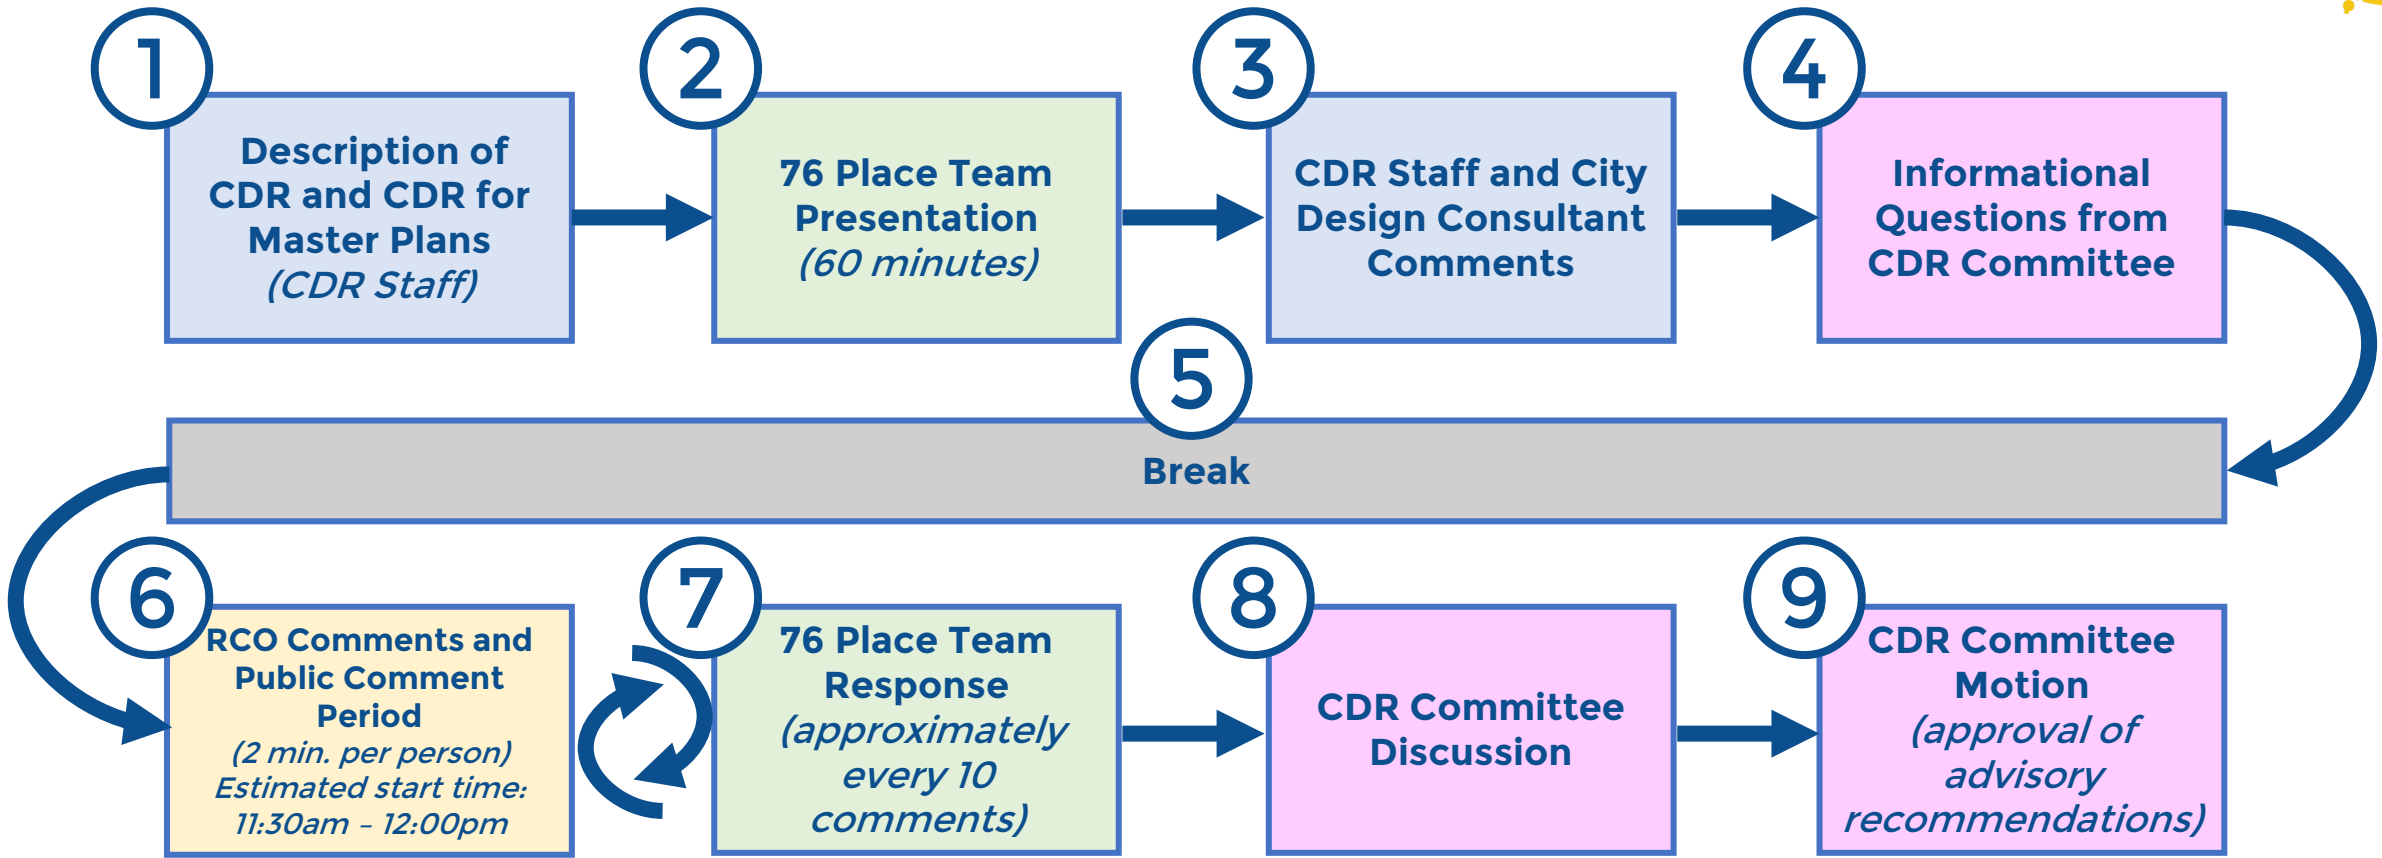 1
Description of
CDR and CDR for
Master Plans
(CDR Staff)
2
76 Place Team
Presentation
(60 minutes)
3
CDR Staff and City
Design Consultant
Comments
4
Informational
Questions from
CDR Committee
5
Break
6
RCO Comments and
Public Comment
Period
(2 min. per person)
Estimated start time:
11:30am – 12:00pm
7
76 Place Team
Response
(approximately
every 10
comments)
8
CDR Committee
Discussion
9
CDR Committee
Motion
(approval of
advisory
recommendations)